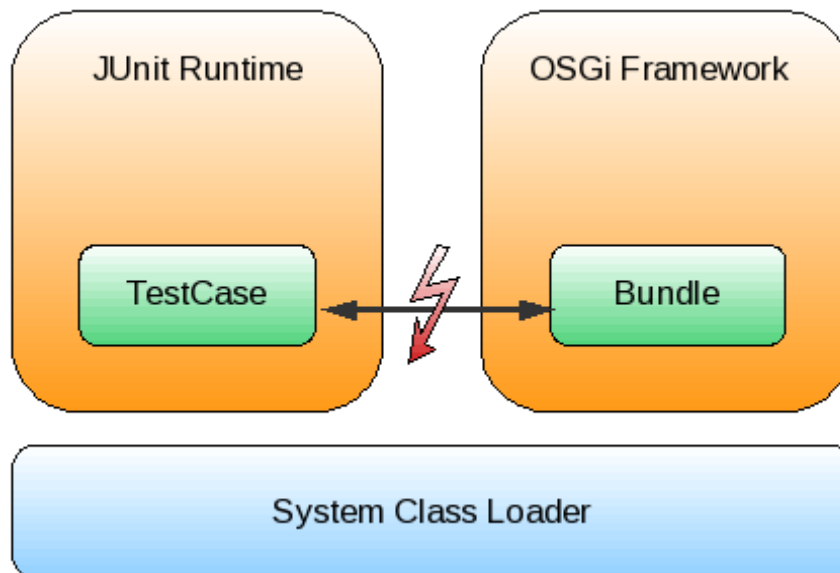 JUnit Runtime
OSGi Framework
TestCase
Bundle
System Class Loader